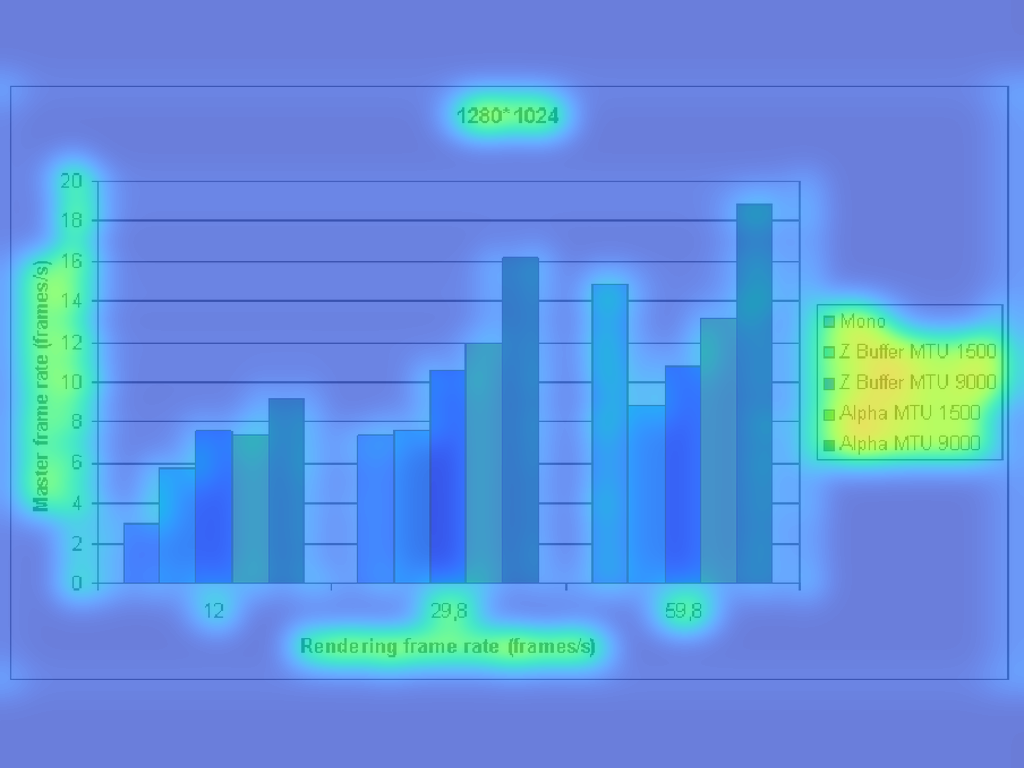 1280*1024
20
18
16
14
12
10
8
6
4
2
0
Master frame rate (frames/s)
12 29,8 59,8
Rendering frame rate (frames/s)
Mono
Z Buffer MTU 1500
Z Buffer MTU 9000
Alpha MTU 1500
Alpha MTU 9000